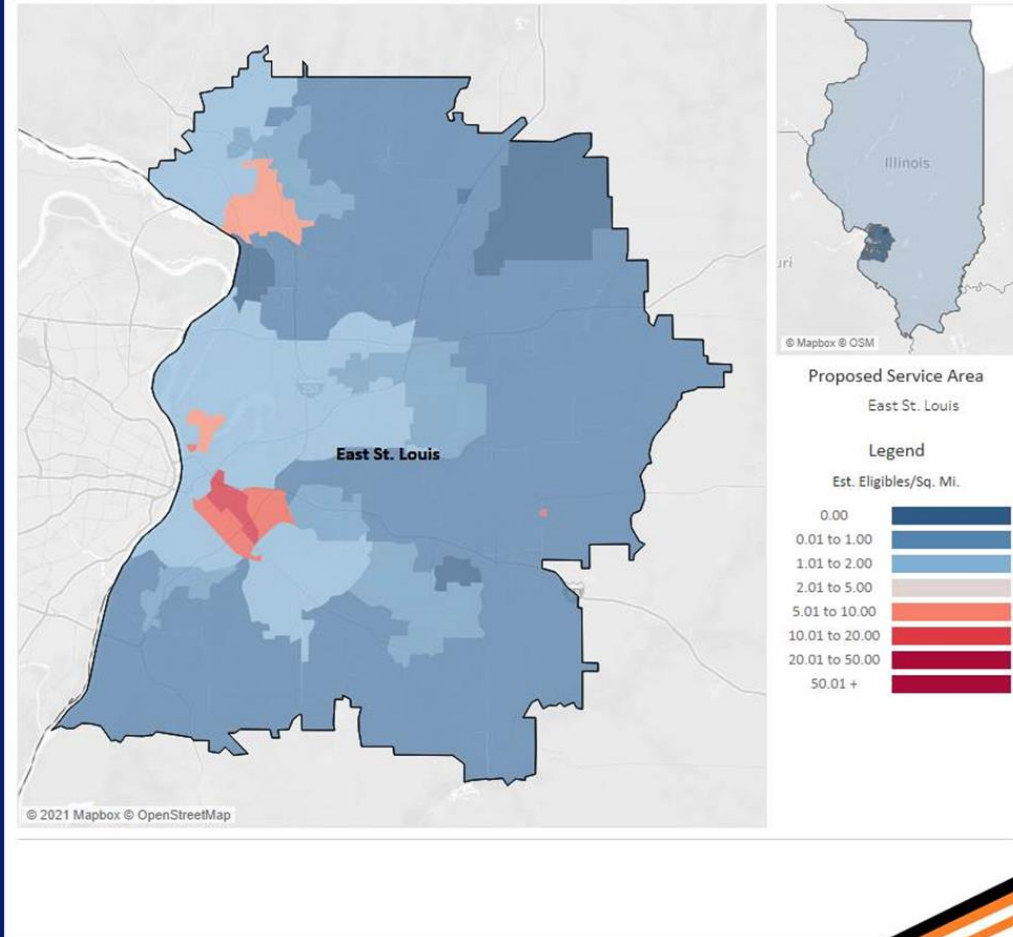 East St. Louis
© 2021 Mapbox © OpenStreetMap
Illinois
uri
© Mapbox © OSM
Proposed Service Area
East St. Louis
Legend
Est. Eligibles/Sq. Mi.
0.00
0.01 to 1.00
1.01 to 2.00
2.01 to 5.00
5.01 to 10.00
10.01 to 20.00
20.01 to 50.00
50.01 +